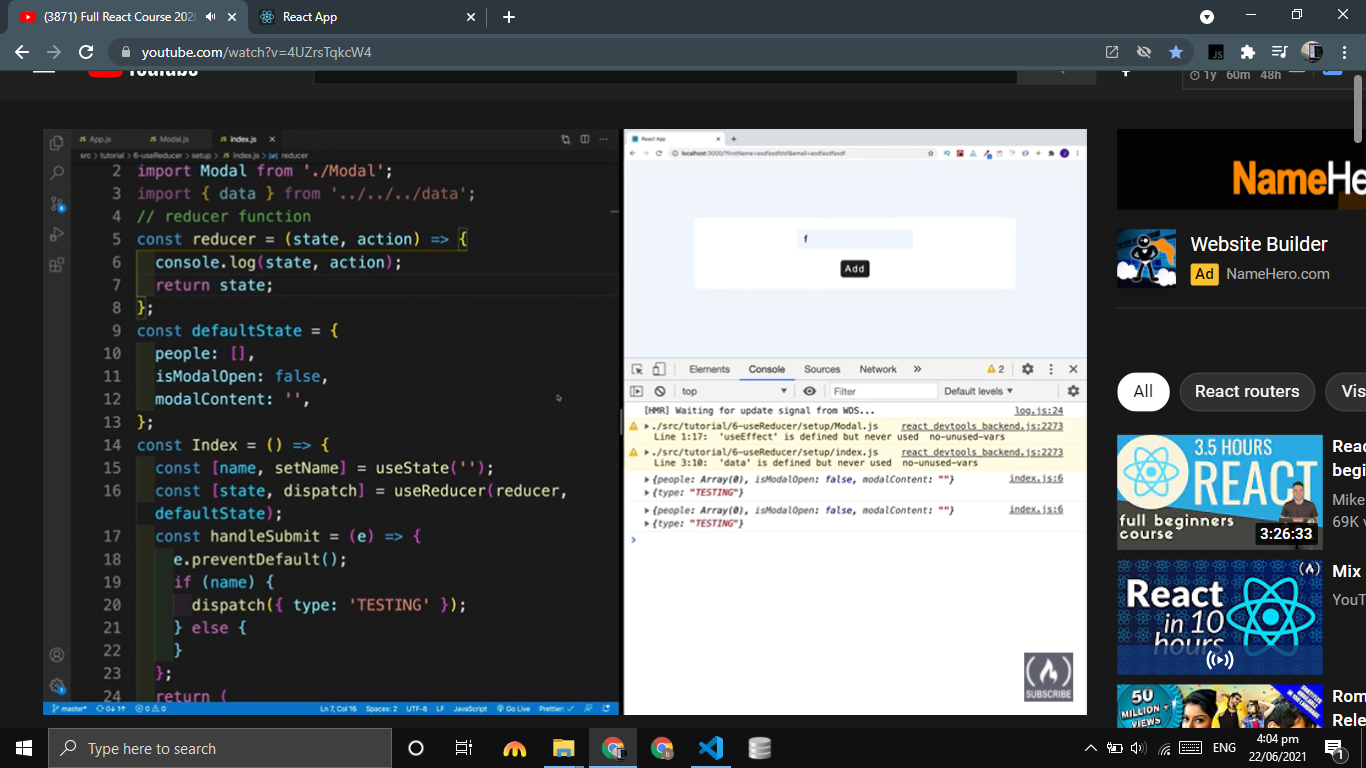 (3871) Full React Course 202
React App
youtube.com/watch?v=4UZrsTqkcW4
1y 60m 48h
App.js
Modal.js
index.js
src > tutorial > 6-useReducer > setup > index.js > reducer
2 import Modal from './Modal';
3 import { data } from '../../../data';
4 // reducer function
5 const reducer = (state, action) => {
6 console.log(state, action);
7 return state;
8 };
9 const defaultState = {
10 people: [],
11 isModalOpen: false,
12 modalContent: '',
13 };
14 const Index = () => {
15 const [name, setName] = useState('');
16 const [state, dispatch] = useReducer(reducer,
defaultState);
17 const handleSubmit = (e) => {
18 e.preventDefault();
19 if (name) {
20 dispatch({ type: 'TESTING' });
21 } else {
22 }
23 };
24 return (
master* 0↓ 1↑ 0 0
Ln 7, Col 16 Spaces: 2 UTF-8 LF JavaScript Go Live Prettier: ✓
React App
f
Add
Elements Console Sources Network » 2
top Filter Default levels ▼
[HMR] Waiting for update signal from WDS... log.js:24
./src/tutorial/6-useReducer/setup/Modal.js react_devtools_backend.js:2273
Line 1:17: 'useEffect' is defined but never used no-unused-vars
./src/tutorial/6-useReducer/setup/index.js react_devtools_backend.js:2273
Line 3:10: 'data' is defined but never used no-unused-vars
{people: Array(0), isModalOpen: false, modalContent: ""} index.js:6
{type: "TESTING"}
{people: Array(0), isModalOpen: false, modalContent: ""} index.js:6
{type: "TESTING"}
SUBSCRIBE
NameHe
Website Builder
Ad NameHero.com
All
React routers
Vis
3.5 HOURS
REACT
full beginners
course
3:26:33
Reac
begi
Mike
69K v
React
in 10
hours
Mix
YouT
50
MILLION+
VIEWS
Rom
Rele
Type here to search
ENG
4:04 pm
22/06/2021
1